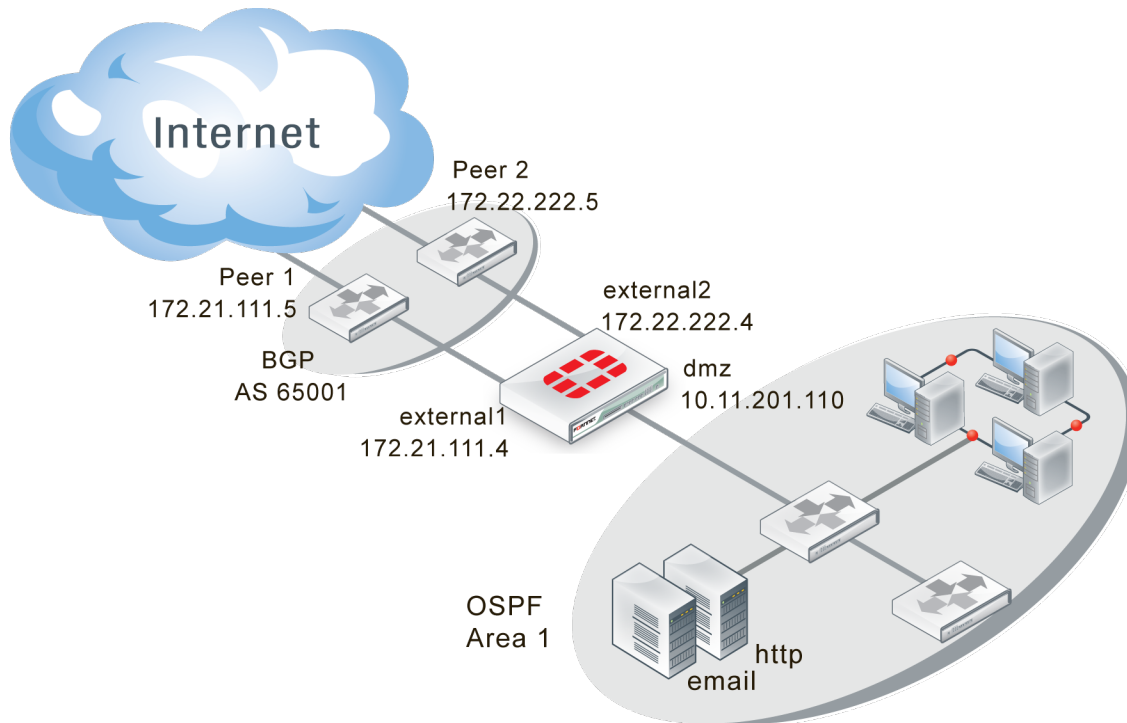 Internet
Peer 2
172.22.222.5
Peer 1
172.21.111.5
BGP
AS 65001
external2
172.22.222.4
dmz
10.11.201.110
external1
172.21.111.4
OSPF
Area 1
http
email